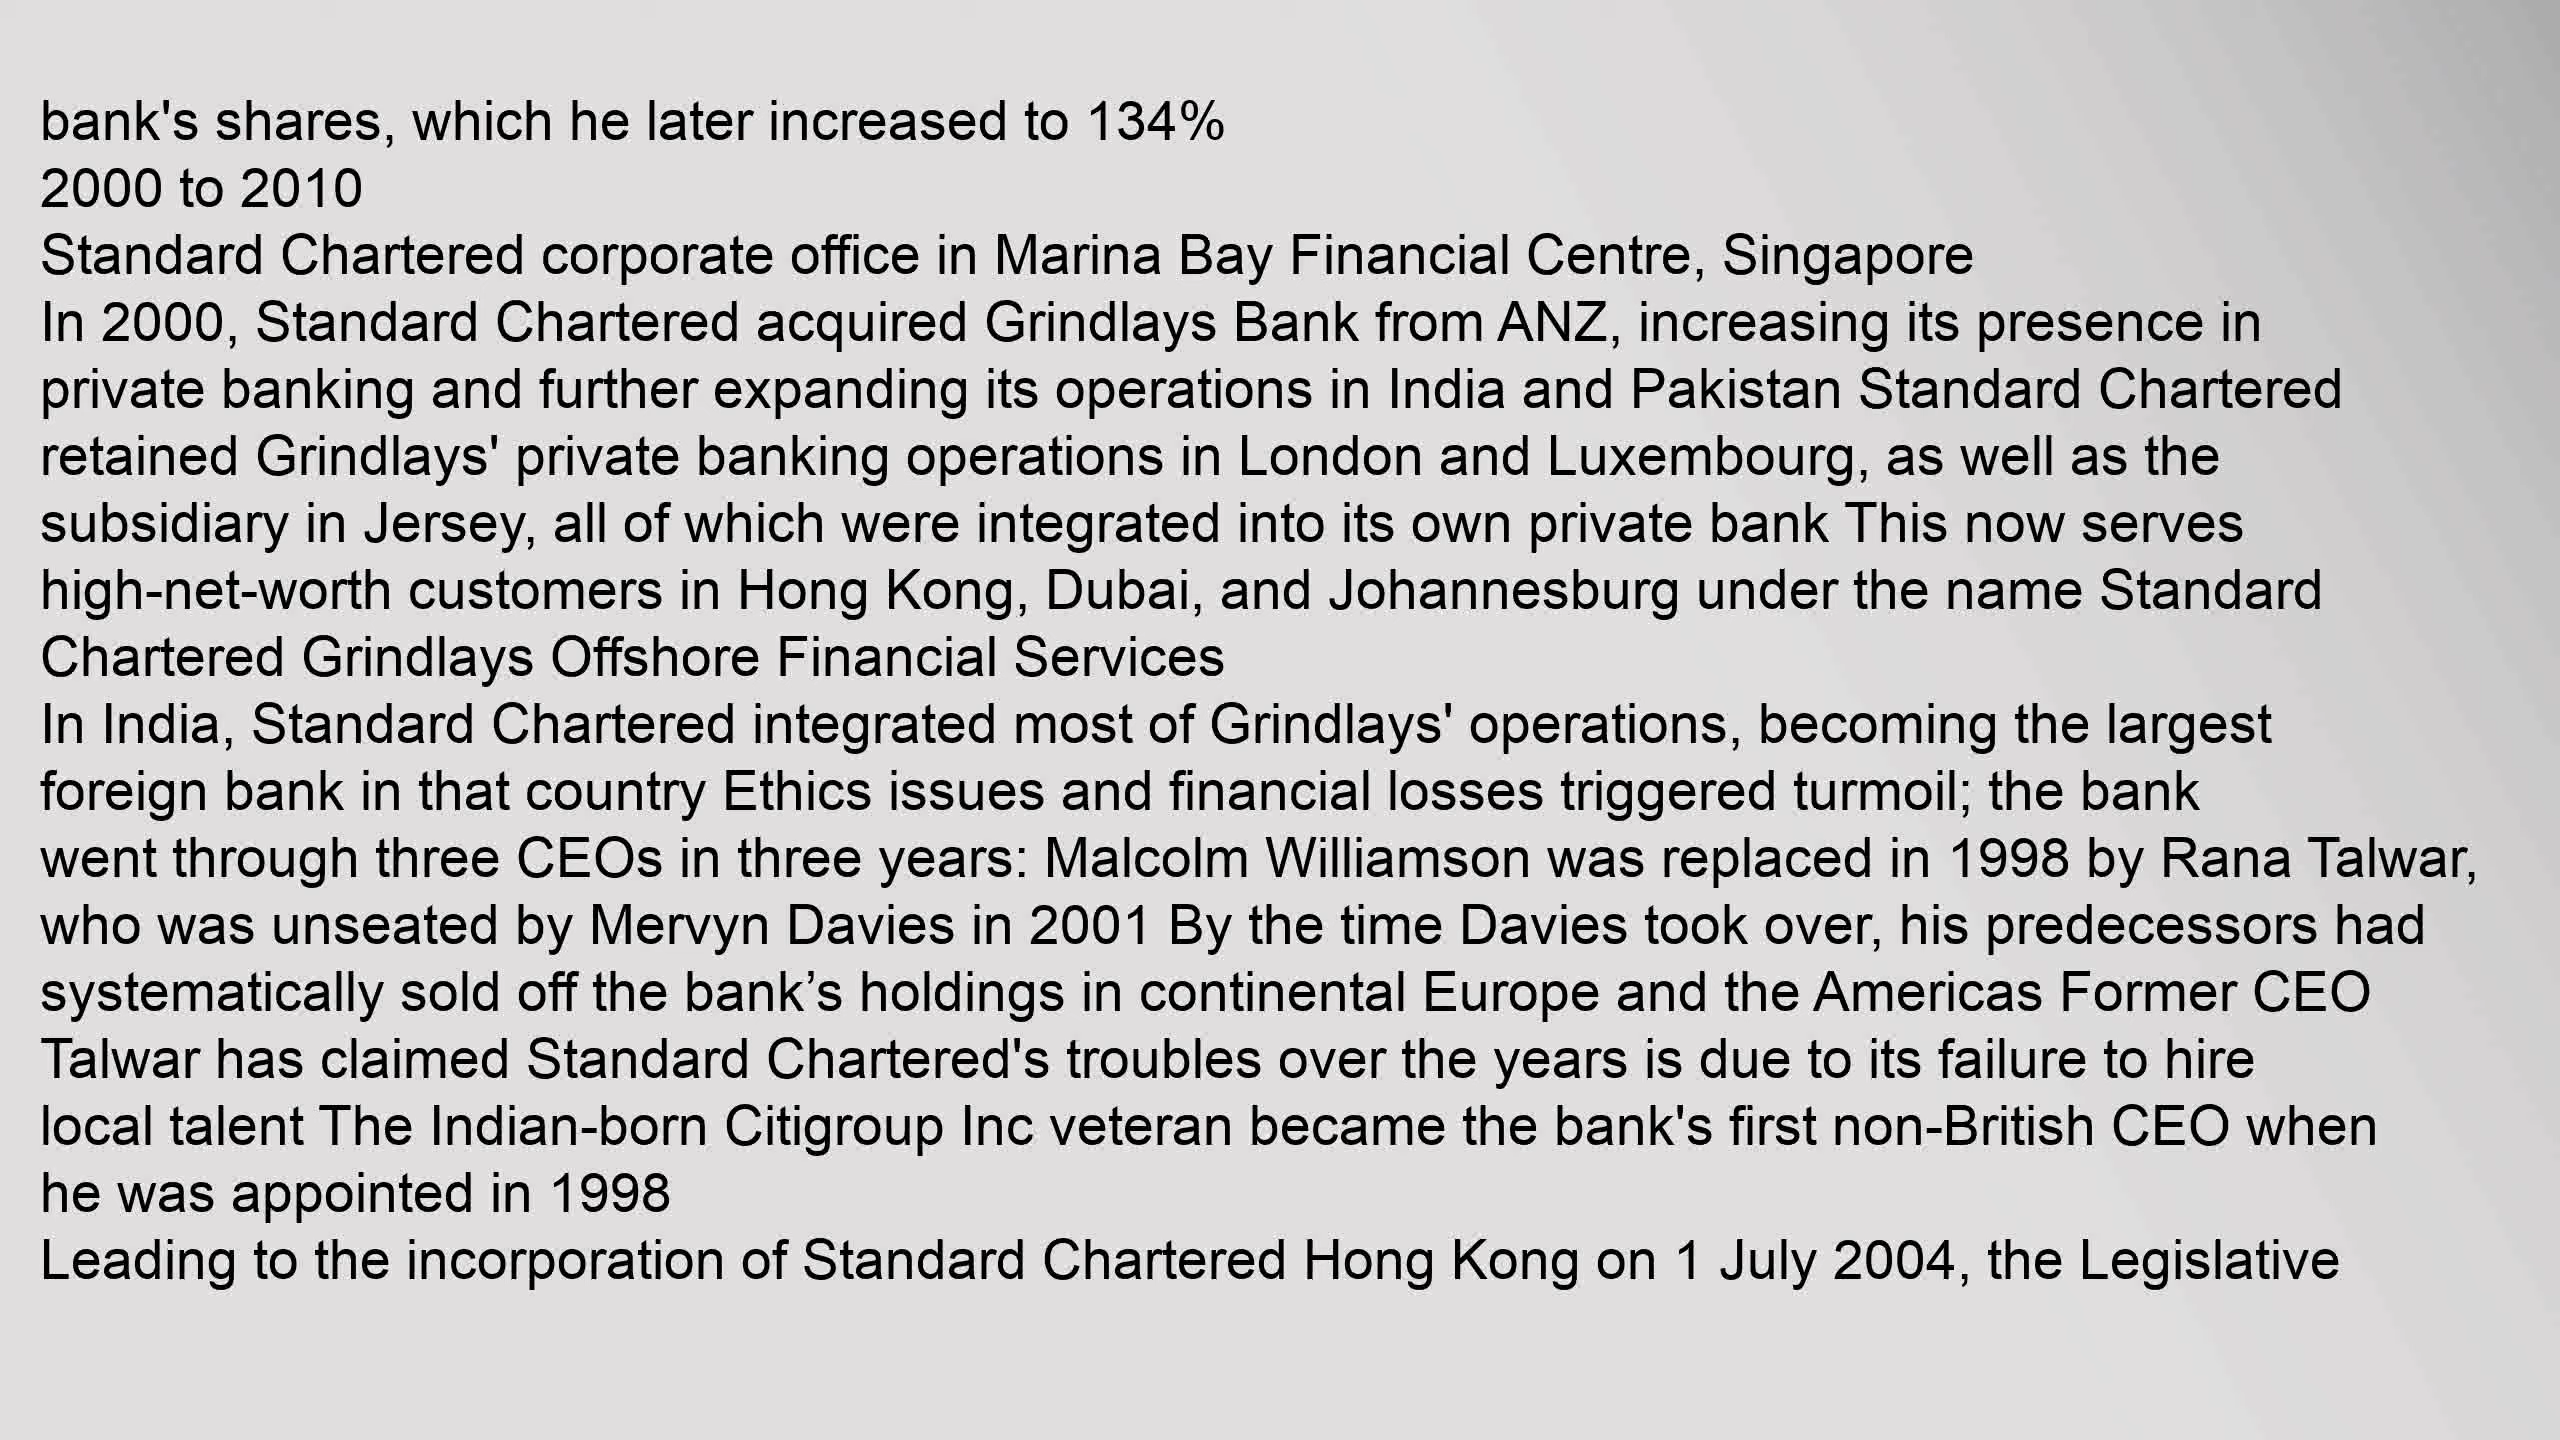 bank's shares, which he later increased to 134%
2000 to 2010
Standard Chartered corporate office in Marina Bay Financial Centre, Singapore
In 2000, Standard Chartered acquired Grindlays Bank from ANZ, increasing its presence in
private banking and further expanding its operations in India and Pakistan Standard Chartered
retained Grindlays' private banking operations in London and Luxembourg, as well as the
subsidiary in Jersey, all of which were integrated into its own private bank This now serves
high-net-worth customers in Hong Kong, Dubai, and Johannesburg under the name Standard
Chartered Grindlays Offshore Financial Services
In India, Standard Chartered integrated most of Grindlays' operations, becoming the largest
foreign bank in that country Ethics issues and financial losses triggered turmoil; the bank
went through three CEOs in three years: Malcolm Williamson was replaced in 1998 by Rana Talwar,
who was unseated by Mervyn Davies in 2001 By the time Davies took over, his predecessors had
systematically sold off the bank’s holdings in continental Europe and the Americas Former CEO
Talwar has claimed Standard Chartered's troubles over the years is due to its failure to hire
local talent The Indian-born Citigroup Inc veteran became the bank's first non-British CEO when
he was appointed in 1998
Leading to the incorporation of Standard Chartered Hong Kong on 1 July 2004, the Legislative